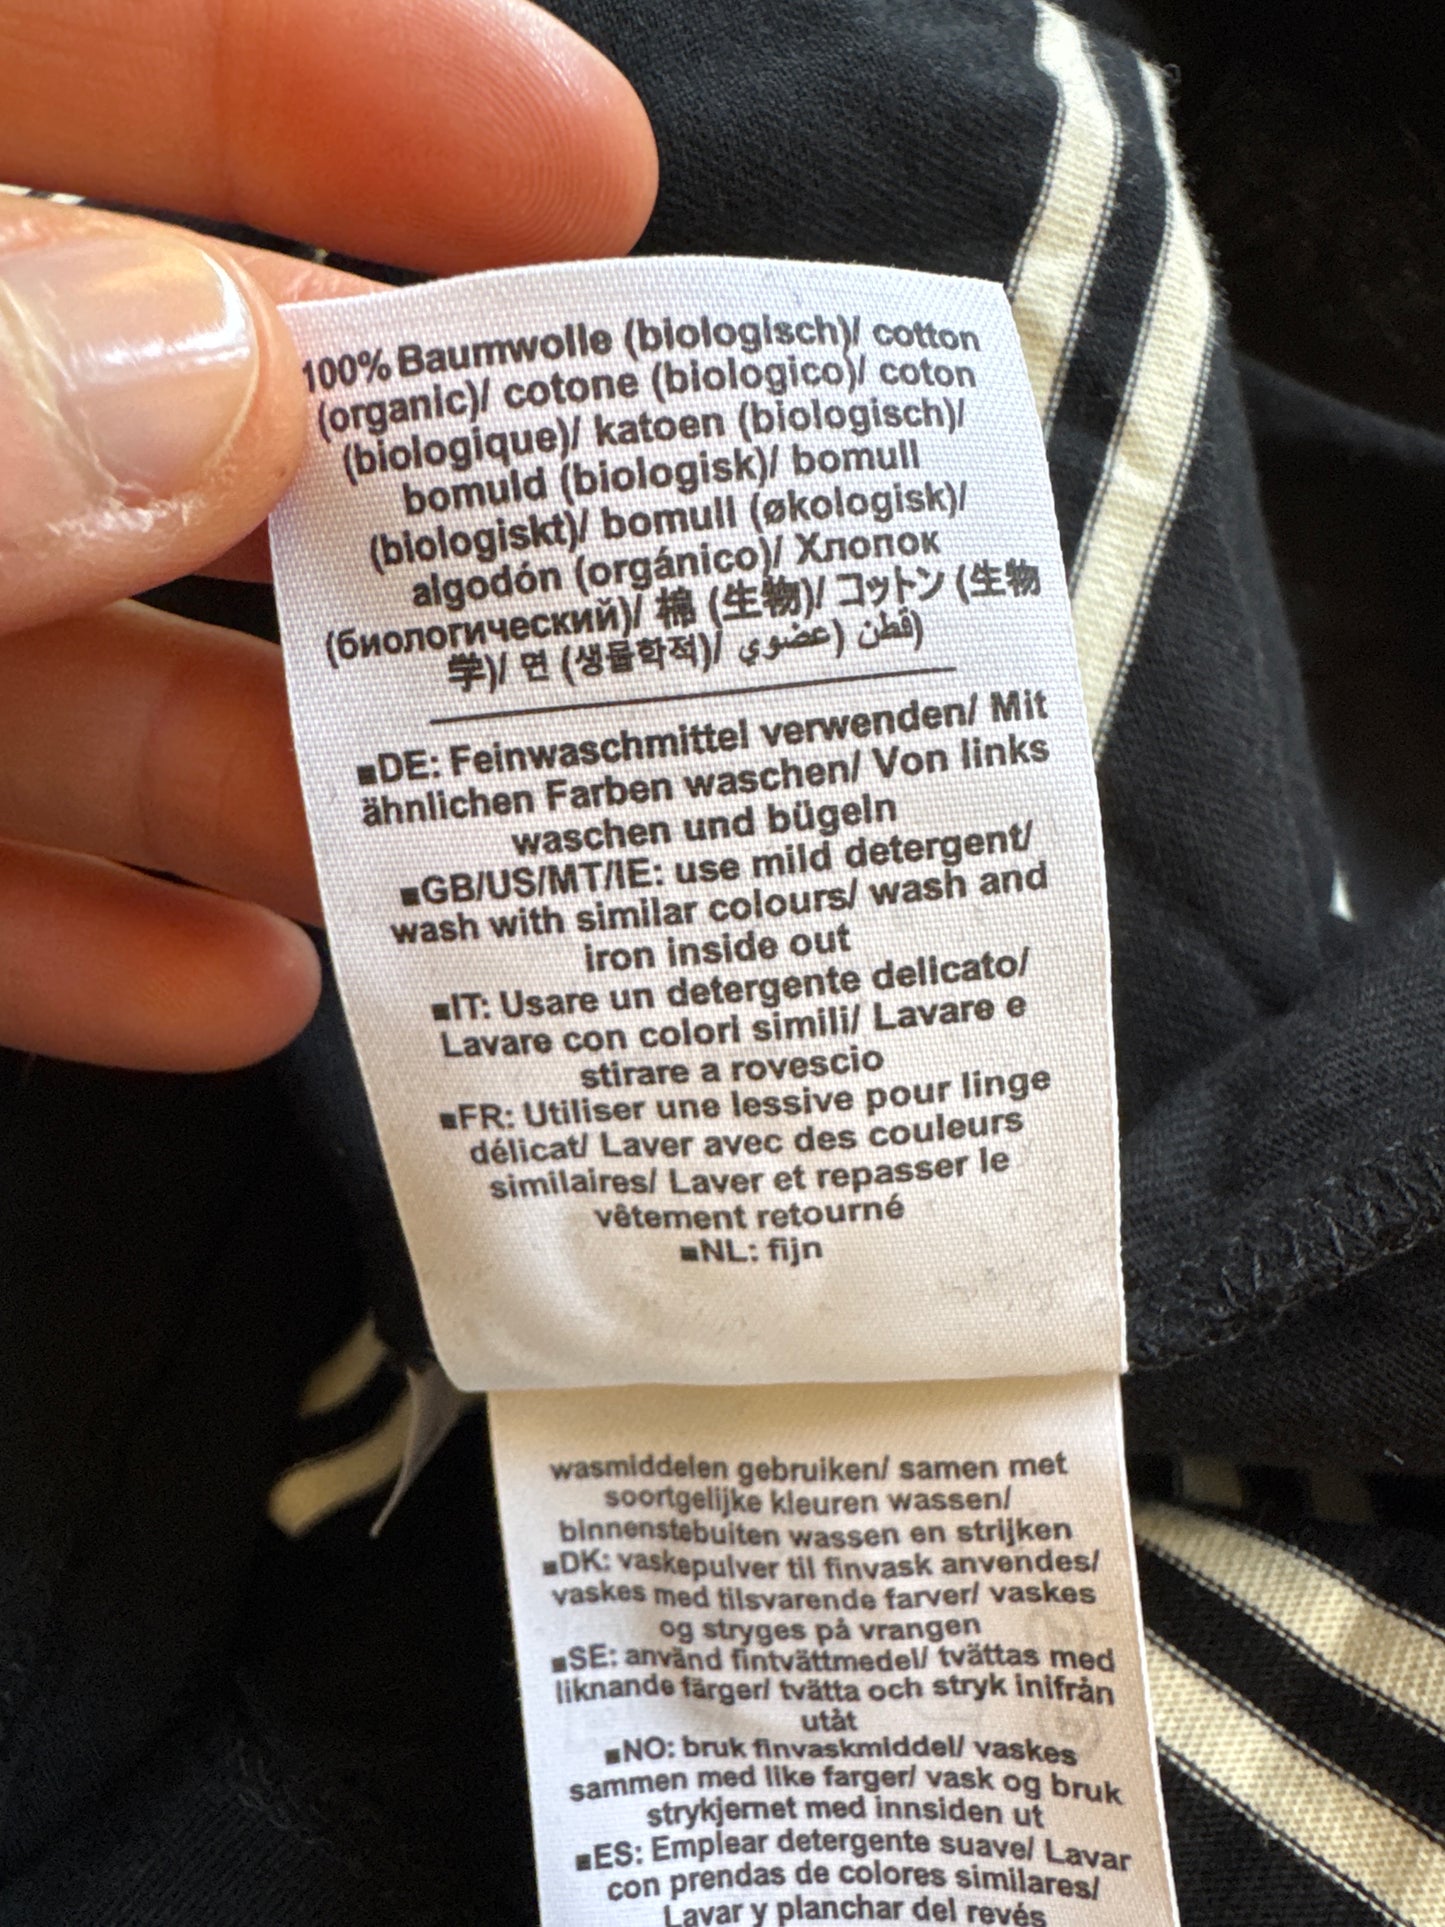 100% Baumwolle (biologisch)/ cotton
(organic)/ cotone (biologico)/ coton
(biologique)/ katoen (biologisch)/
bomuld (biologisk)/ bomull
(biologiskt)/ bomull (økologisk)/
algodón (orgánico)/ Хлопок
(биологический)/ 棉 (生物)/ コットン (生物
学)/ 면 (생물학적)/ قطن (عضوي)
■DE: Feinwaschmittel verwenden/ Mit
ähnlichen Farben waschen/ Von links
waschen und bügeln
■GB/US/MT/IE: use mild detergent/
wash with similar colours/ wash and
iron inside out
■IT: Usare un detergente delicato/
Lavare con colori simili/ Lavare e
stirare a rovescio
■FR: Utiliser une lessive pour linge
délicat/ Laver avec des couleurs
similaires/ Laver et repasser le
vêtement retourné
■NL: fijn
wasmiddelen gebruiken/ samen met
soortgelijke kleuren wassen/
binnenstebuiten wassen en strijken
■DK: vaskepulver til finvask anvendes/
vaskes med tilsvarende farver/ vaskes
og stryges på vrangen
■SE: använd fintvättmedel/ tvättas med
liknande färger/ tvätta och stryk inifrån
utåt
■NO: bruk finvaskmiddel/ vaskes
sammen med like farger/ vask og bruk
strykjernet med innsiden ut
■ES: Emplear detergente suave/ Lavar
con prendas de colores similares/
Lavar y planchar del revés